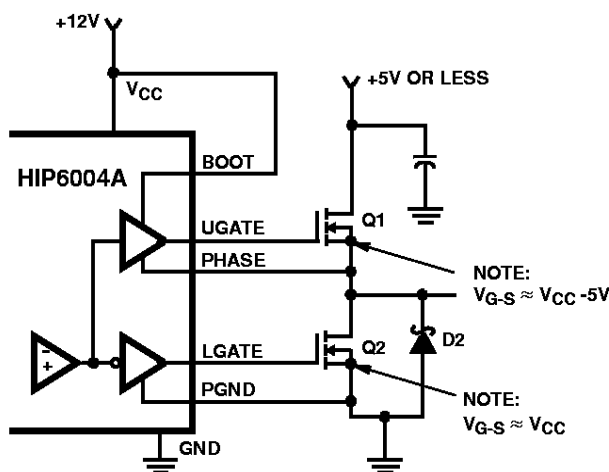 +12V
VCC
+5V OR LESS
HIP6004A
BOOT
UGATE
Q1
PHASE
NOTE:
VG-S ≈ VCC -5V
- +
LGATE
Q2
D2
PGND
NOTE:
VG-S ≈ VCC
GND